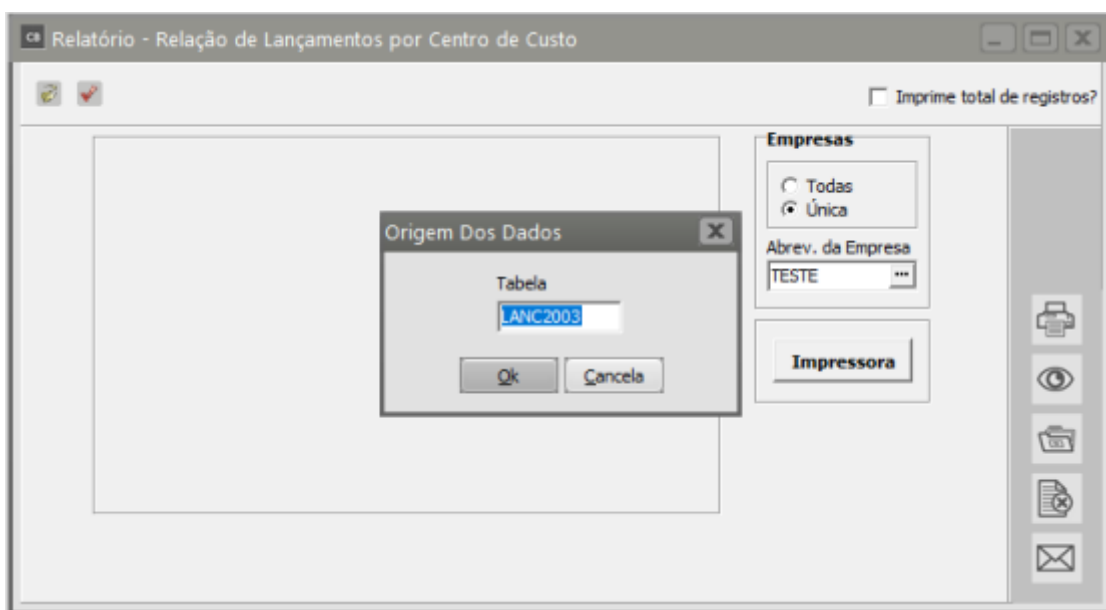 CB Relatório - Relação de Lançamentos por Centro de Custo
Imprime total de registros?
Empresas
Todas
Única
Abrev. da Empresa
TESTE ...
Impressora
Origem Dos Dados
Tabela
LANC2003
Ok Cancela